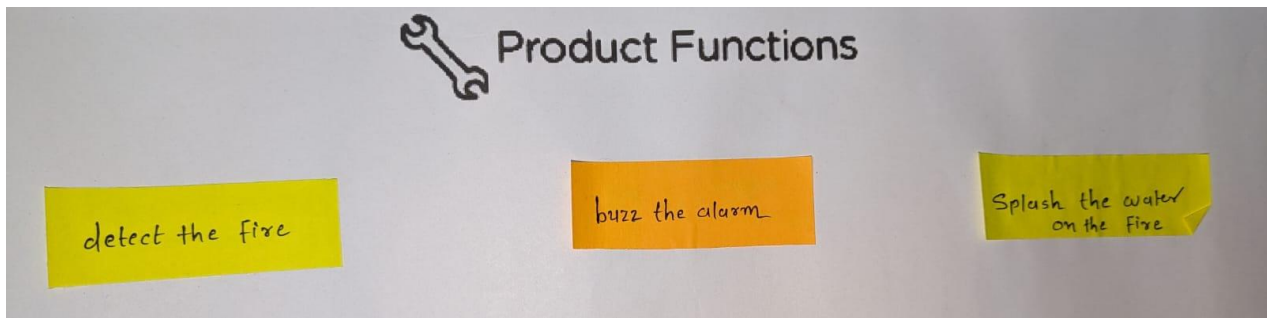 Product Functions
detect the fire
buzz the alarm
Splash the water
on the fire